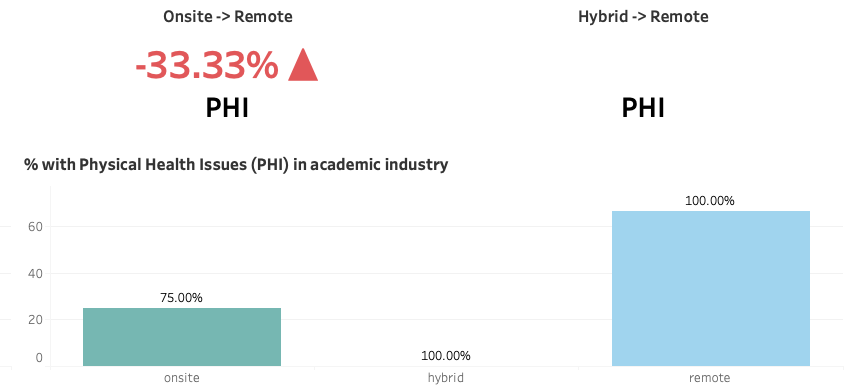 Onsite -> Remote
Hybrid -> Remote
-33.33% ▲
PHI
PHI
% with Physical Health Issues (PHI) in academic industry
100.00%
60
40
75.00%
20
100.00%
0
onsite
hybrid
remote